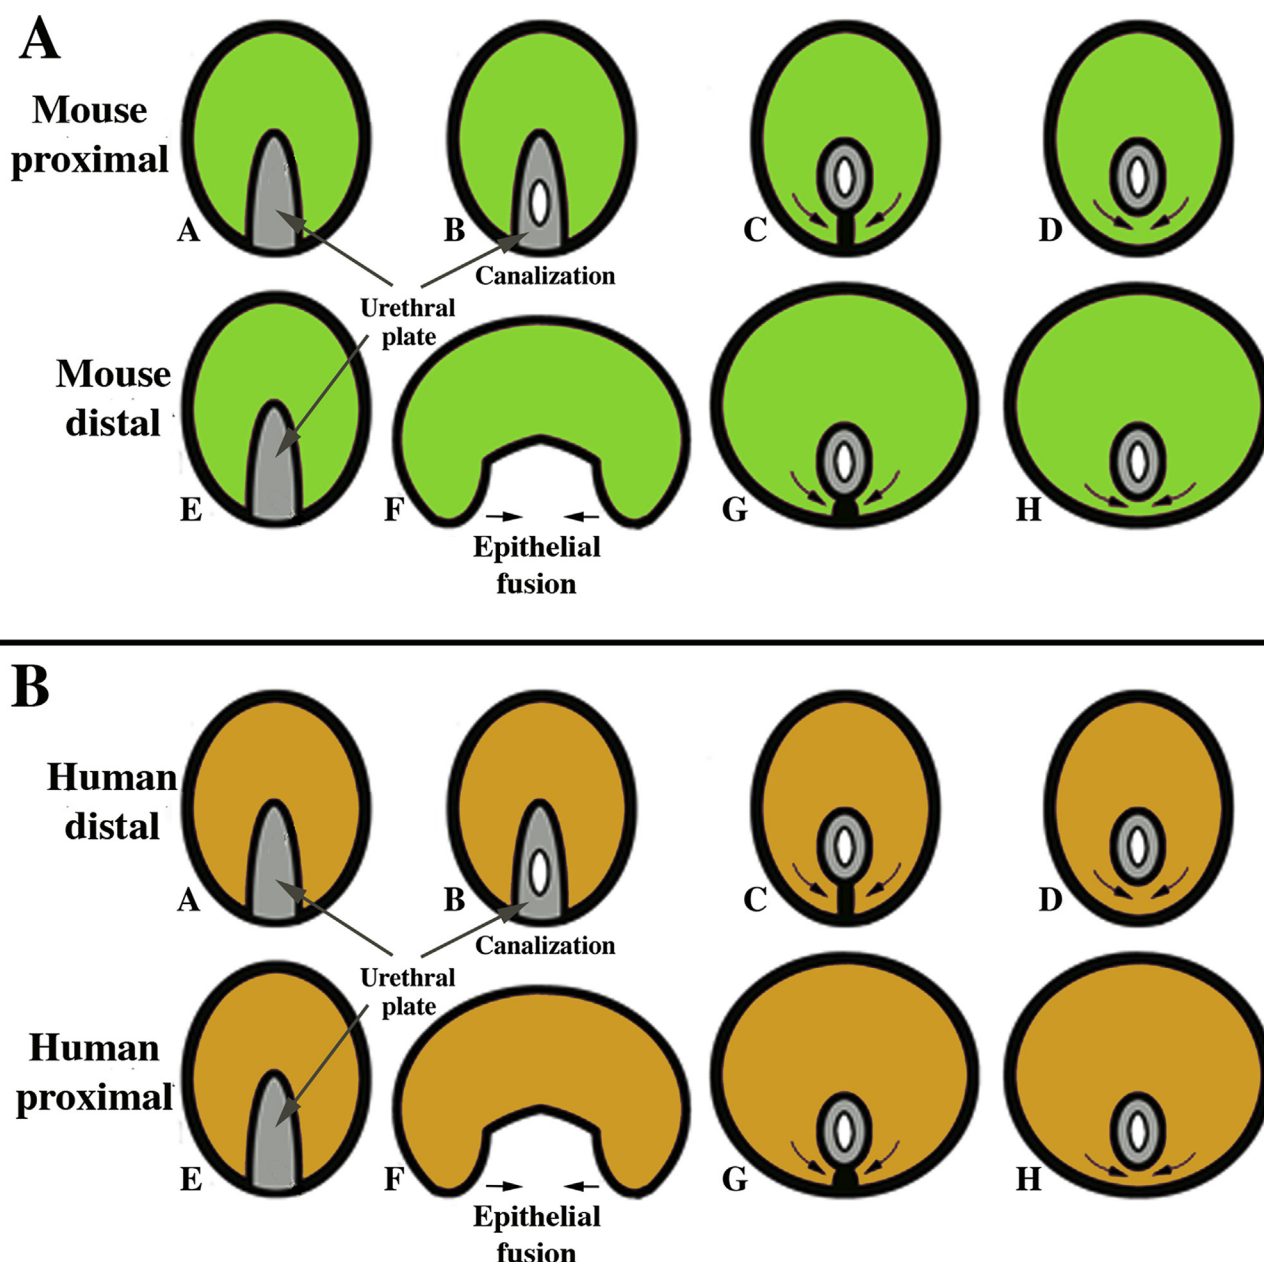 A
Mouse
proximal
A
B
C
D
Canalization
Urethral
plate
Mouse
distal
E
F
G
H
Epithelial
fusion
B
Human
distal
A
B
C
D
Canalization
Urethral
plate
Human
proximal
E
F
G
H
Epithelial
fusion